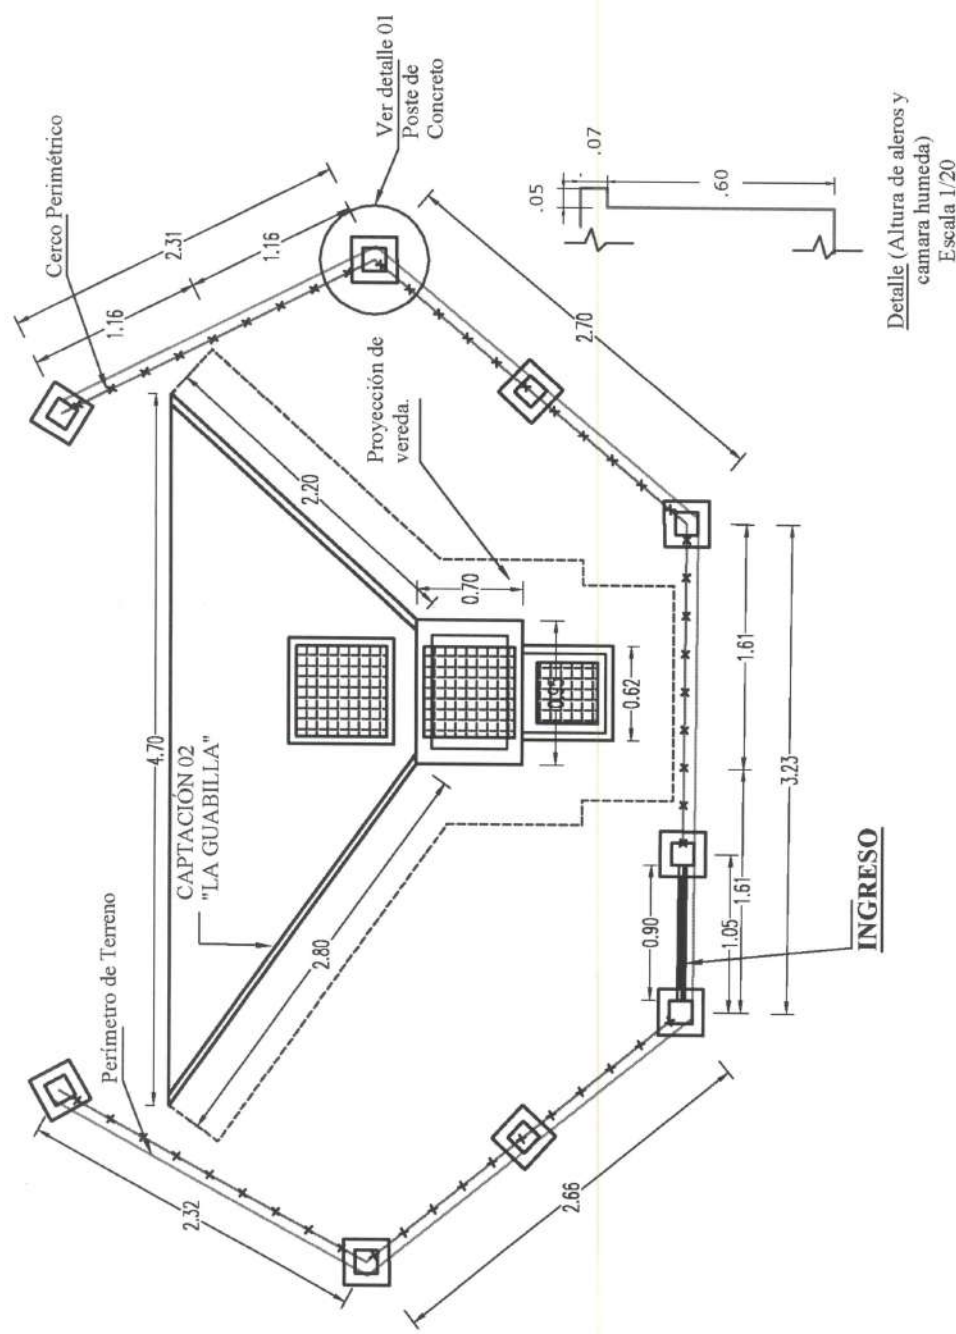 Cerco Perimétrico
2.31
1.16
1.16
Ver detalle 01
Poste de
Concreto
.05
.07
.60
Detalle (Altura de aleros y
camara humeda)
Escala 1/20
2.70
Proyección de
vereda.
2.20
0.70
4.70
CAPTACIÓN 02
"LA GUABILLA"
0.95
0.62
2.80
Perímetro de Terreno
2.32
2.66
1.61
3.23
0.90
1.05
1.61
INGRESO